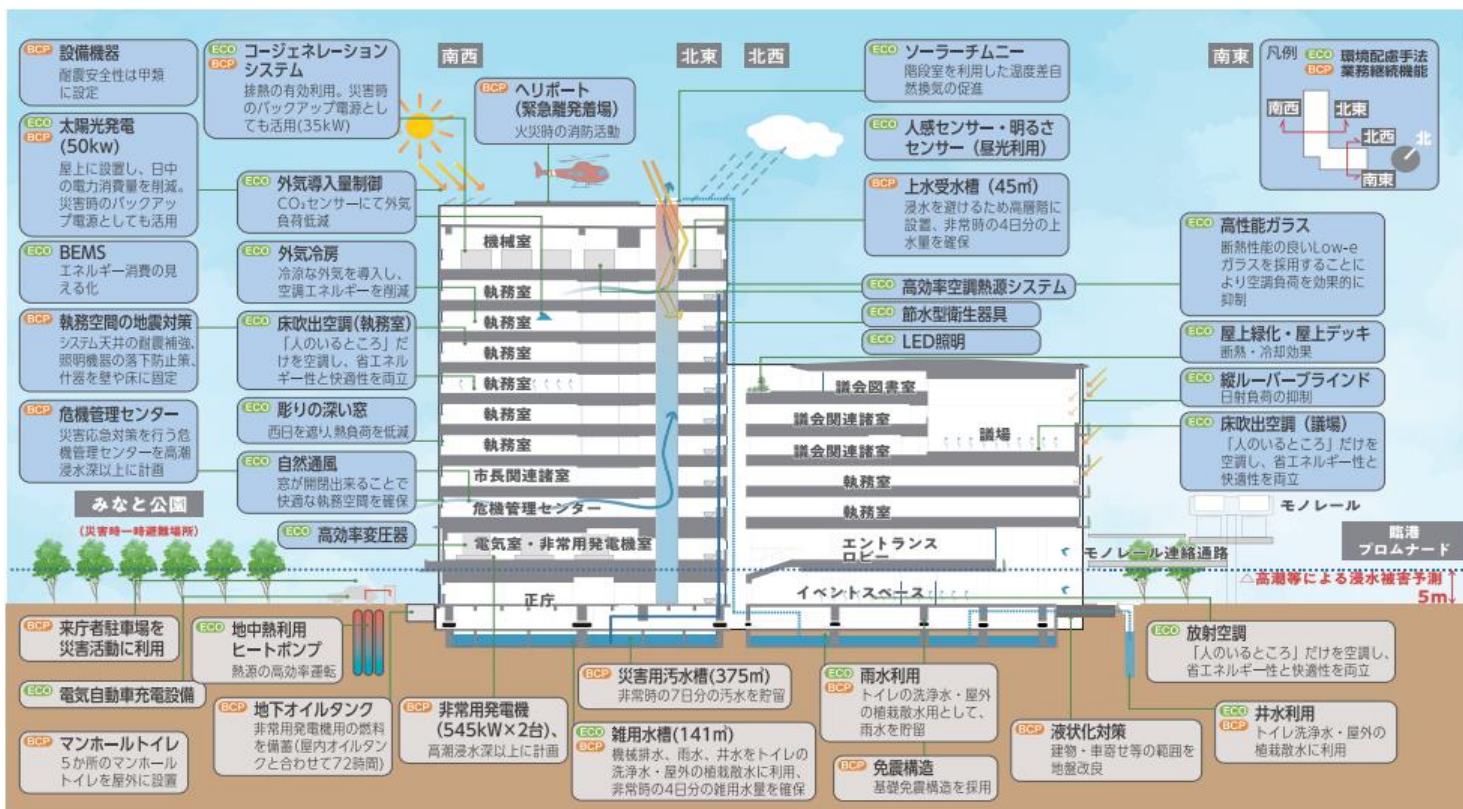 南西
北東
北西
南東
凡例 ECO 環境配慮手法
BCP 業務継続機能
南西
北東
北西
南東
北
BCP 設備機器
耐震安全性は甲類
に設定
ECO BCP 太陽光発電
(50kw)
屋上に設置し、日中
の電力消費量を削減。
災害時のバックアッ
プ電源としても活用
ECO BEMS
エネルギー消費の見
える化
BCP 執務空間の地震対策
システム天井の耐震補強、
照明機器の落下防止策、
什器を壁や床に固定
BCP 危機管理センター
災害応急対策を行う危
機管理センターを高潮
浸水深以上に計画
ECO BCP コージェネレーション
システム
排熱の有効利用。災害時
のバックアップ電源とし
ても活用(35kW)
ECO 外気導入量制御
CO₂センサーにて外気
負荷低減
ECO 外気冷房
冷涼な外気を導入し、
空調エネルギーを削減
ECO 床吹出空調(執務室)
「人のいるところ」だ
けを空調し、省エネル
ギー性と快適性を両立
ECO 彫りの深い窓
西日を遮り、熱負荷を低減
ECO 自然通風
窓が開閉出来ることで
快適な執務空間を確保
ECO 高効率変圧器
BCP ヘリポート
(緊急離発着場)
火災時の消防活動
ECO ソーラーチムニー
階段室を利用した温度差自
然換気の促進
ECO 人感センサー・明るさ
センサー(昼光利用)
BCP 上水受水槽(45㎥)
浸水を避けるため高層階に
設置、非常時の4日分の上
水量を確保
ECO 高効率空調熱源システム
ECO 節水型衛生器具
ECO LED照明
ECO 高性能ガラス
断熱性能の良いLow-e
ガラスを採用することに
より空調負荷を効果的に
抑制
ECO 屋上緑化・屋上デッキ
断熱・冷却効果
ECO 縦ルーバーブラインド
日射負荷の抑制
ECO 床吹出空調(議場)
「人のいるところ」だけを
空調し、省エネルギー性と
快適性を両立
機械室
執務室
執務室
執務室
執務室
執務室
執務室
市長関連諸室
危機管理センター
電気室・非常用発電機室
正庁
議会図書室
議会関連諸室
議会関連諸室
議場
執務室
執務室
エントランス
ロビー
イベントスペース
みなと公園
(災害時一時避難場所)
モノレール
モノレール連絡通路
臨港
プロムナード
△高潮等による浸水被害予測
5m
BCP 来庁者駐車場を
災害活動に利用
ECO 電気自動車充電設備
BCP マンホールトイレ
5か所のマンホール
トイレを屋外に設置
ECO 地中熱利用
ヒートポンプ
熱源の高効率運転
BCP 地下オイルタンク
非常用発電機用の燃料
を備蓄(屋内オイルタン
クと合わせて72時間)
BCP 非常用発電機
(545kW×2台)、
高潮浸水深以上に計画
BCP 災害用汚水槽(375㎥)
非常時の7日分の汚水を貯留
ECO BCP 雑用水槽(141㎥)
機械排水、雨水、井水をトイレの
洗浄水・屋外の植栽散水に利用、
非常時の4日分の雑用水量を確保
ECO BCP 雨水利用
トイレの洗浄水・屋外
の植栽散水用として、
雨水を貯留
BCP 免震構造
基礎免震構造を採用
BCP 液状化対策
建物・車寄せ等の範囲を
地盤改良
ECO 放射空調
「人のいるところ」だけを空調し、
省エネルギー性と快適性を両立
ECO BCP 井水利用
トイレ洗浄水・屋外の
植栽散水に利用